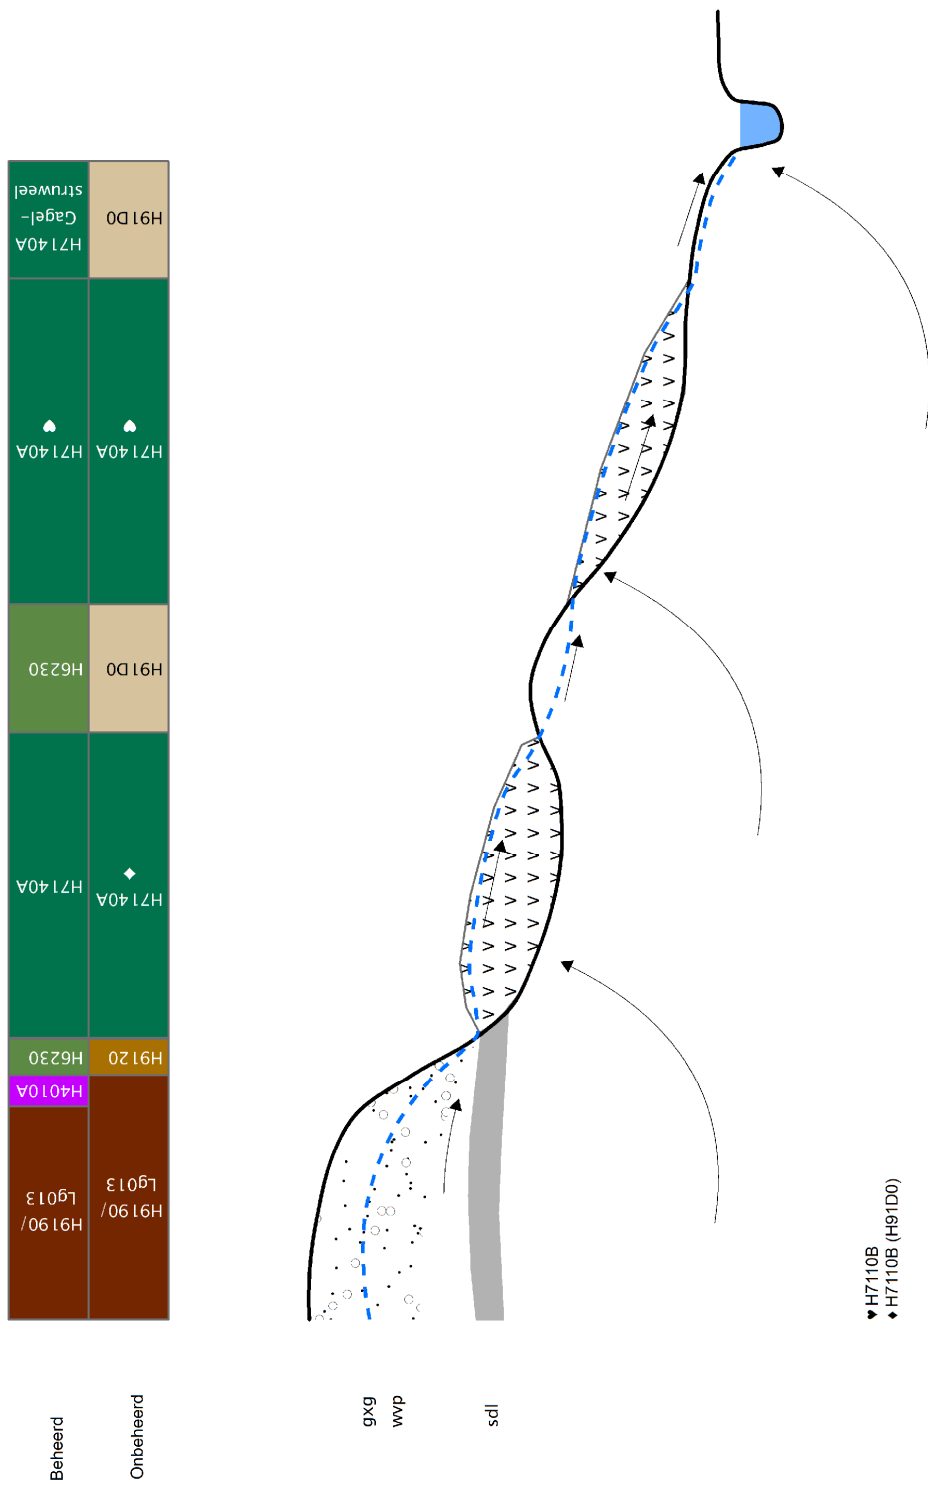 Beheerd
H9190/
Lg013
H4010A
H6230
H7140A
H6230
H7140A
♥
H7140A
Gagel-
struweel
Onbeheerd
H9190/
Lg013
H9120
H7140A
♦
H91D0
H7140A
♥
H91D0
gxg
wvp
sdl
♥ H7110B
♦ H7110B (H91D0)